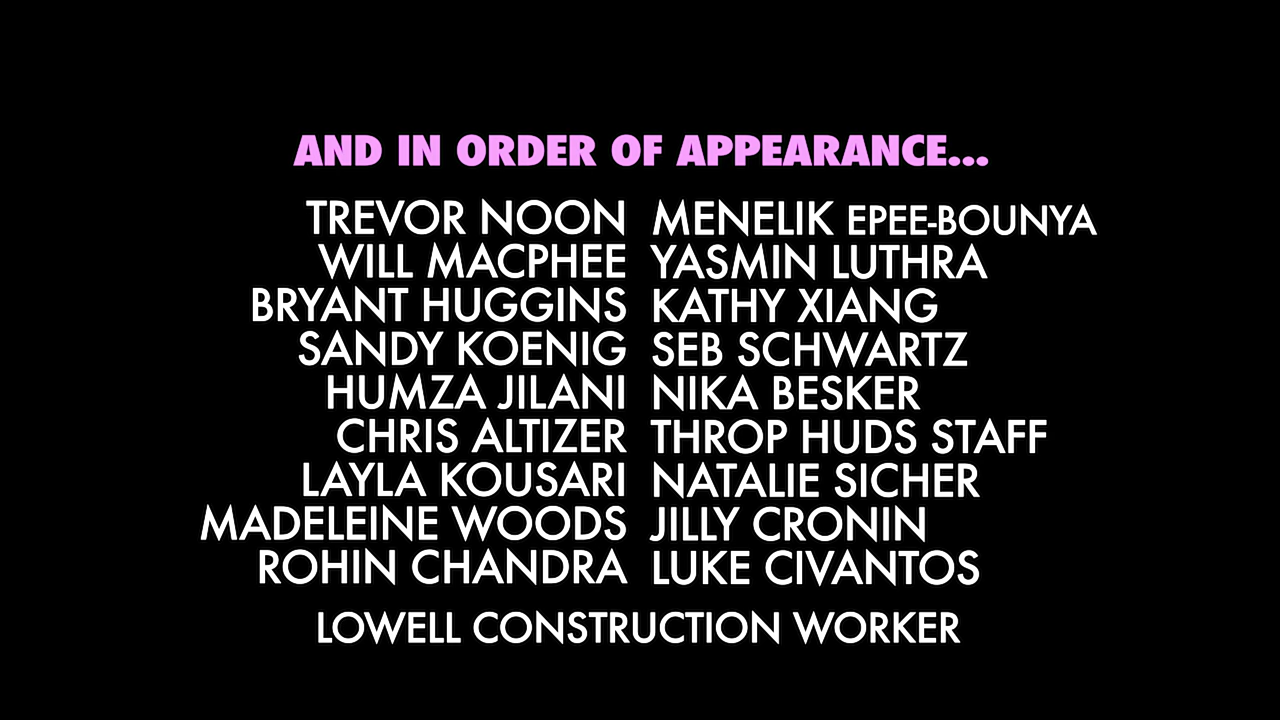 AND IN ORDER OF APPEARANCE...
TREVOR NOON MENELIK EPEE-BOUNYA
WILL MACPHEE YASMIN LUTHRA
BRYANT HUGGINS KATHY XIANG
SANDY KOENIG SEB SCHWARTZ
HUMZA JILANI NIKA BESKER
CHRIS ALTIZER THROP HUDS STAFF
LAYLA KOUSARI NATALIE SICHER
MADELEINE WOODS JILLY CRONIN
ROHIN CHANDRA LUKE CIVANTOS
LOWELL CONSTRUCTION WORKER